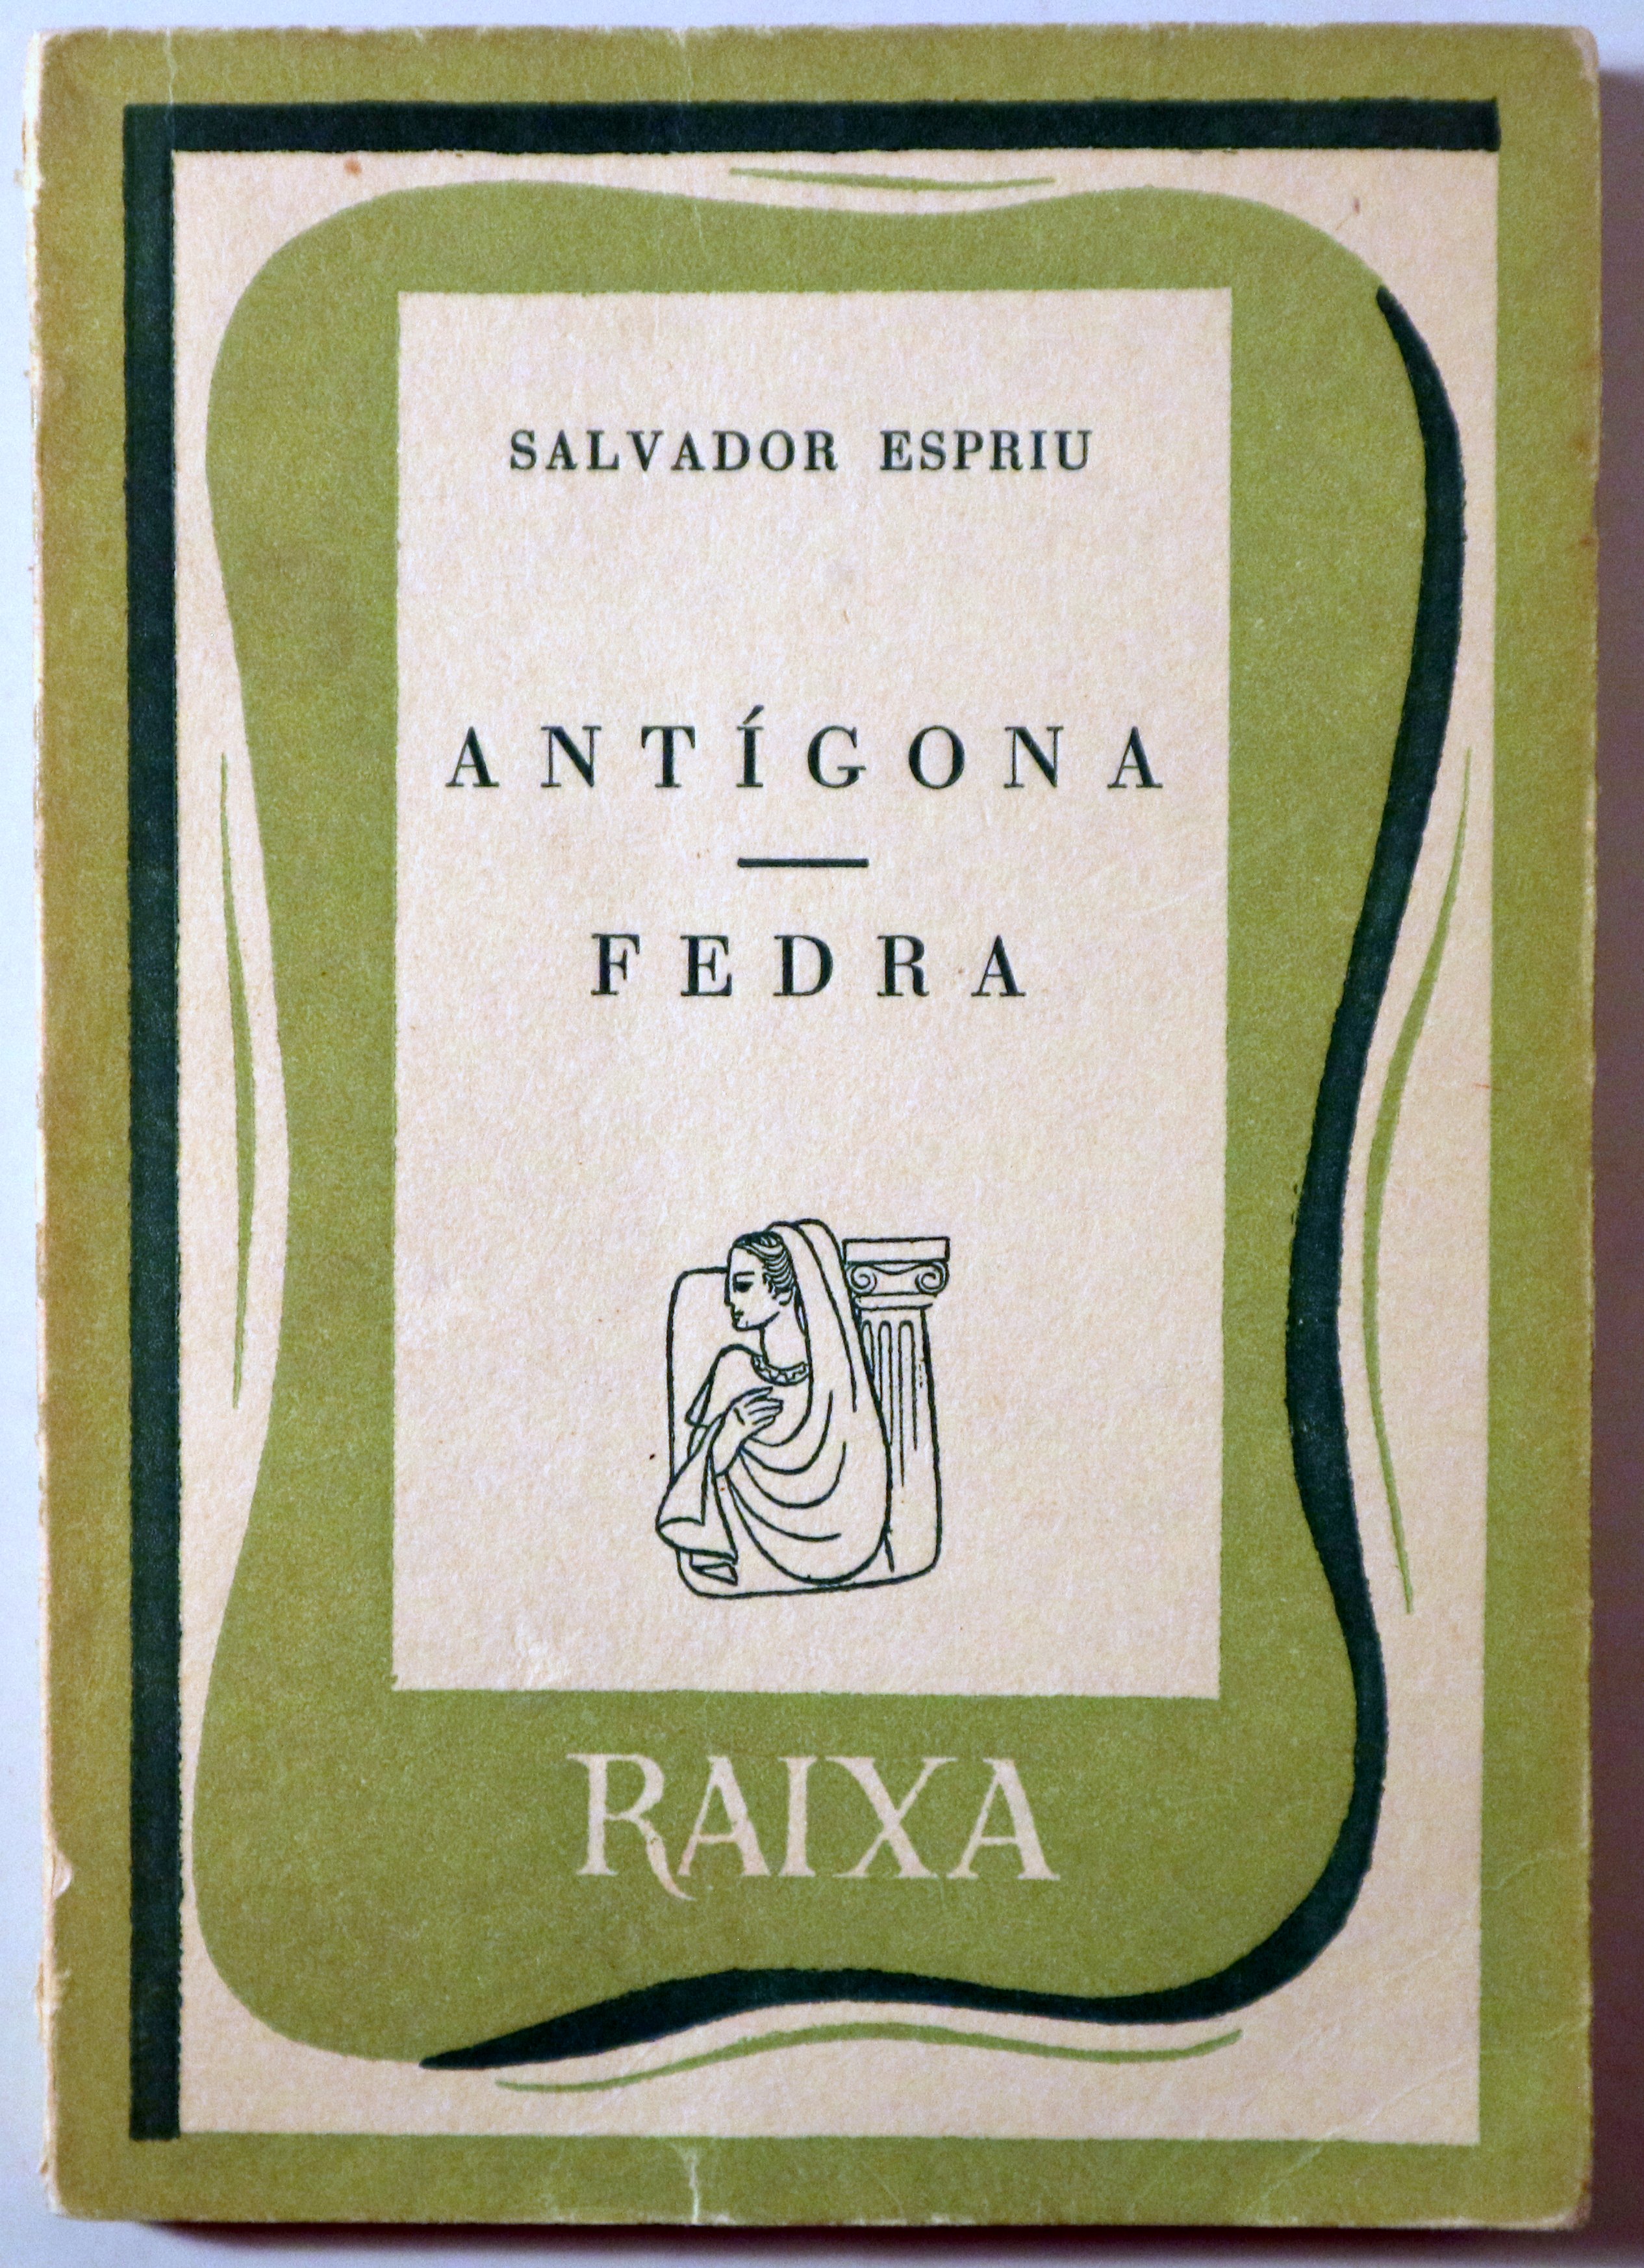 SALVADOR ESPRIU
ANTÍGONA
FEDRA
RAIXA